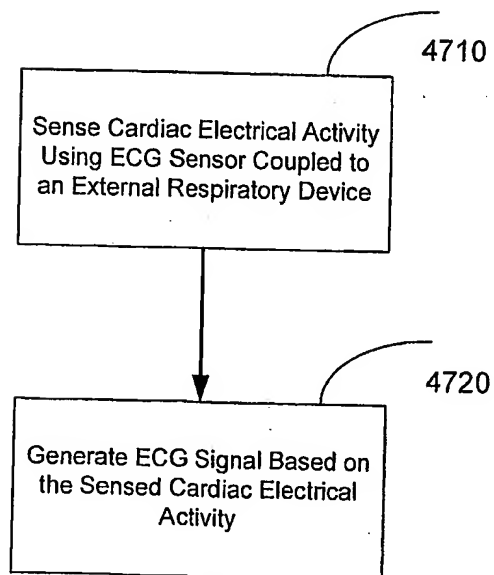 4710
Sense Cardiac Electrical Activity
Using ECG Sensor Coupled to
an External Respiratory Device
4720
Generate ECG Signal Based on
the Sensed Cardiac Electrical
Activity